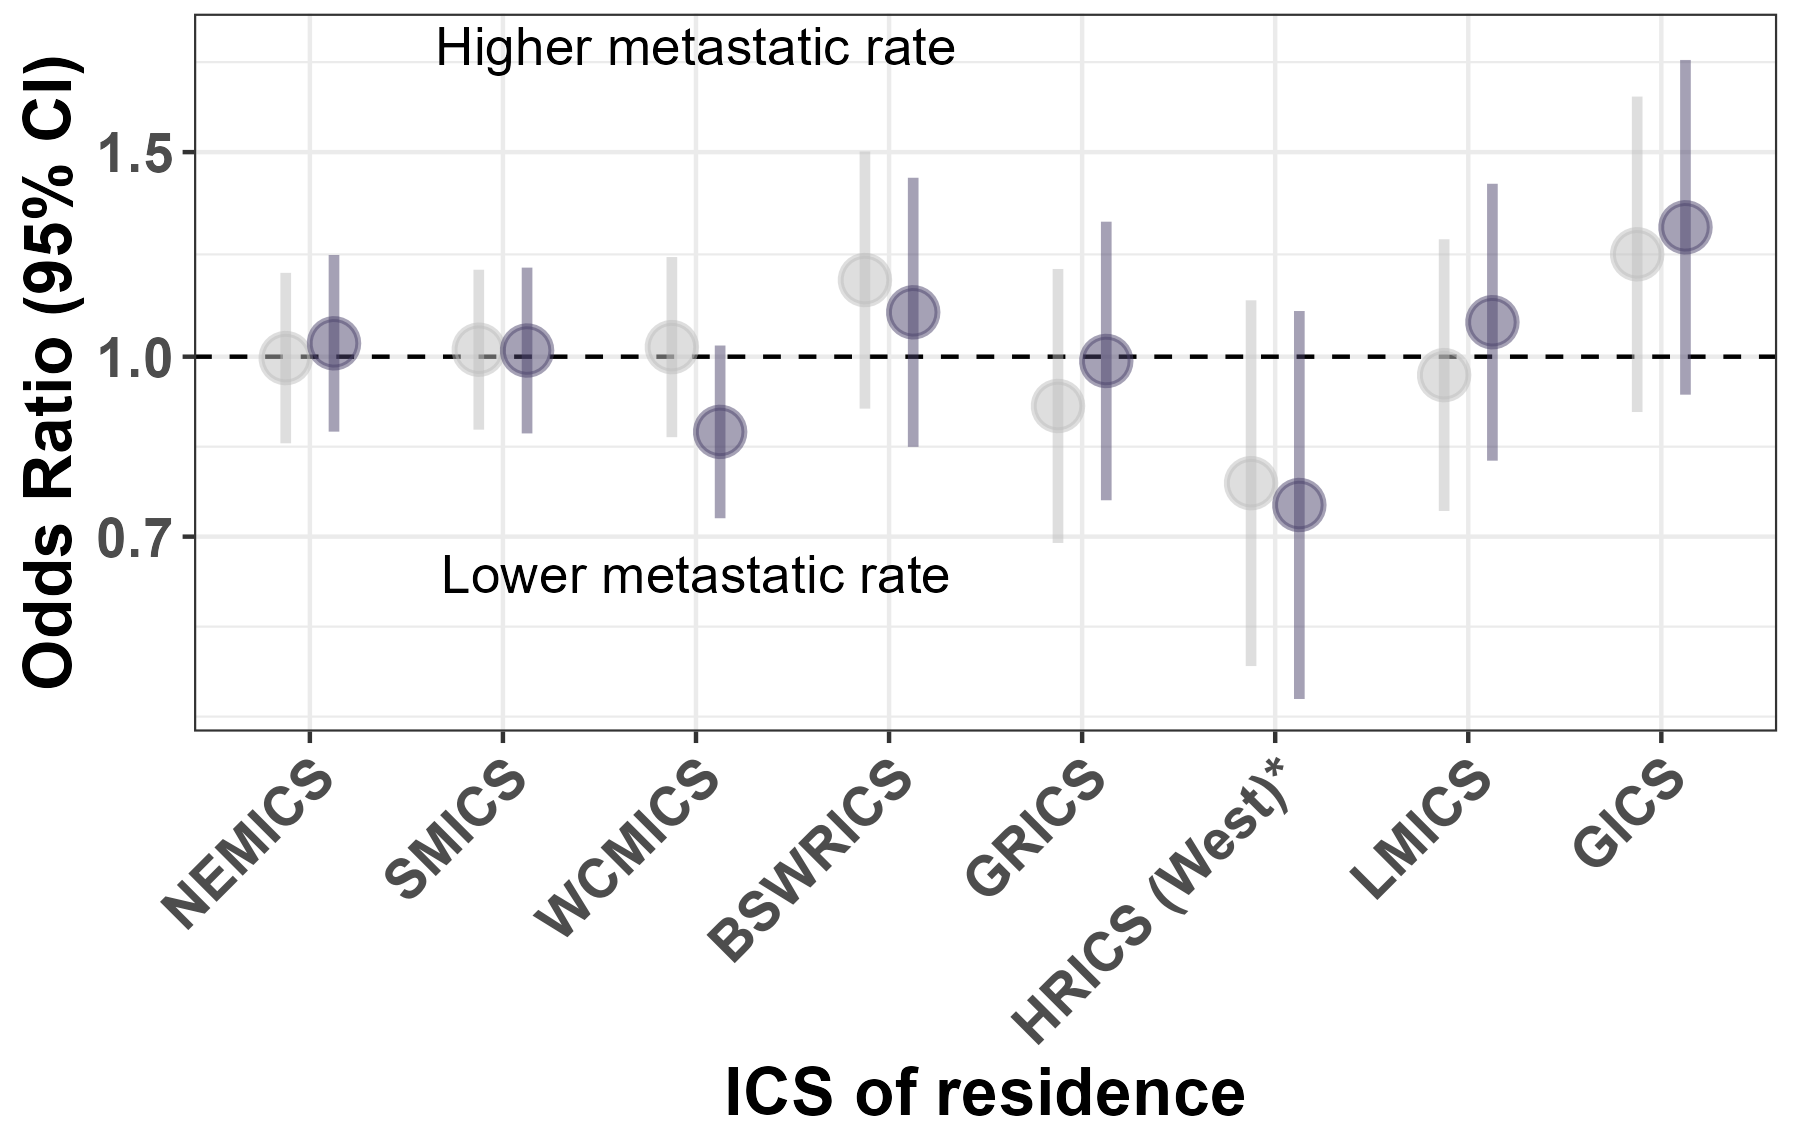 Higher metastatic rate
Odds Ratio (95% CI)
1.5
1.0
0.7
Lower metastatic rate
NEMICS
SMICS
WCMICS
BSWRICS
GRICS
HRICS (West)*
LMICS
GICS
ICS of residence